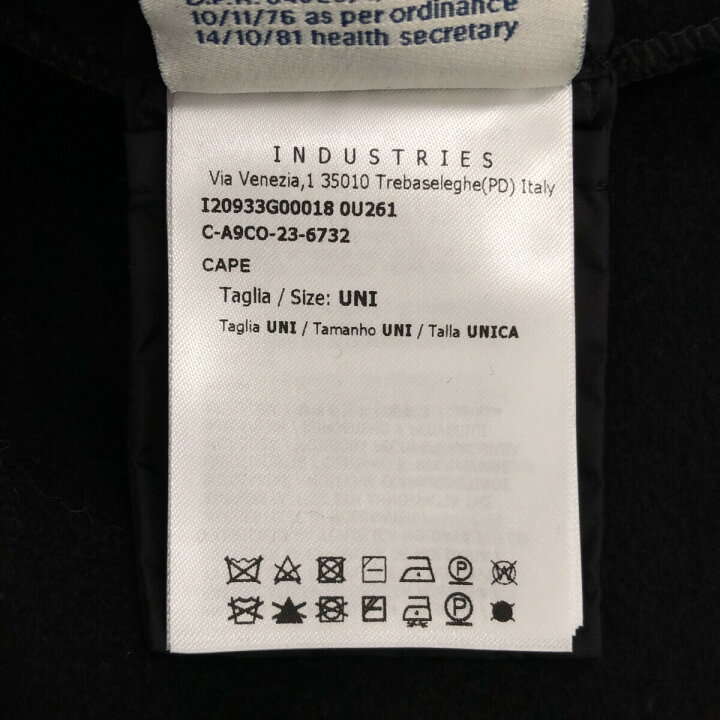 10/11/76 as per ordinance
14/10/81 health secretary
INDUSTRIES
Via Venezia,1 35010 Trebaseleghe(PD) Italy
I20933G00018 0U261
C-A9CO-23-6732
CAPE
Taglia / Size: UNI
Taglia UNI / Tamanho UNI / Talla UNICA